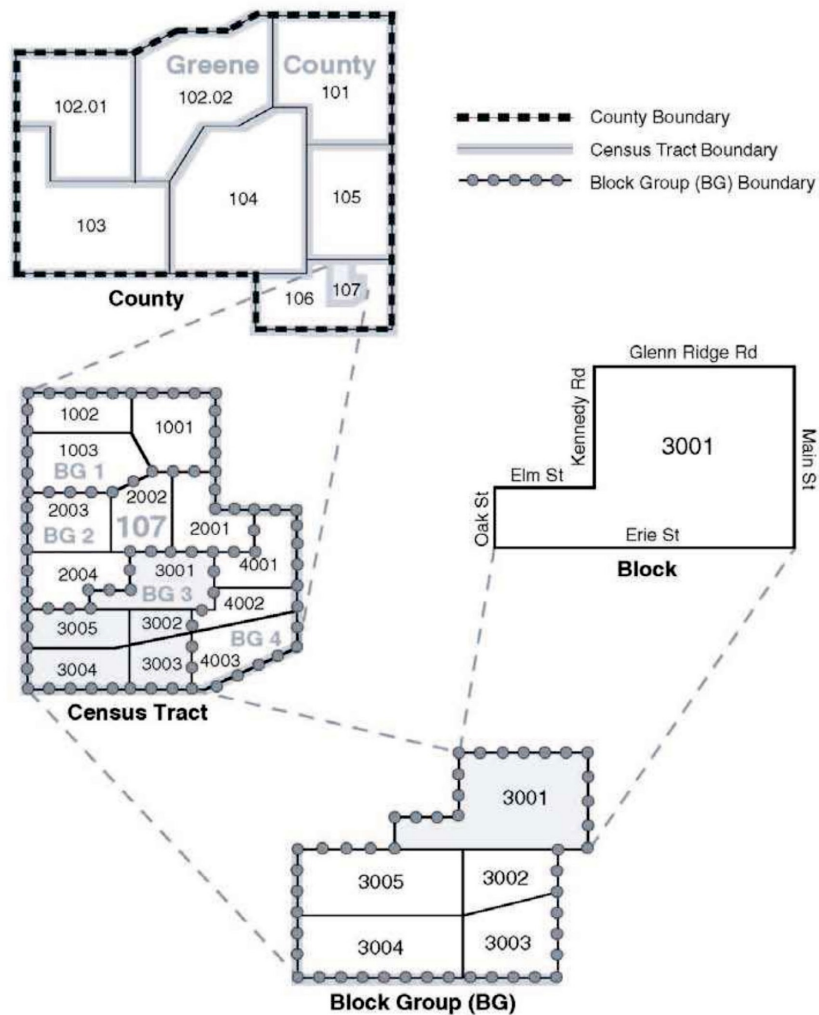 Greene County
102.01
102.02
101
103
104
105
106
107
County
County Boundary
Census Tract Boundary
Block Group (BG) Boundary
1002
1001
1003
BG 1
2003
2002
BG 2
107
2001
2004
3001
BG 3
4001
3005
3002
4002
BG 4
3004
3003
4003
Census Tract
Glenn Ridge Rd
Kennedy Rd
3001
Main St
Elm St
Oak St
Erie St
Block
3001
3005
3002
3004
3003
Block Group (BG)